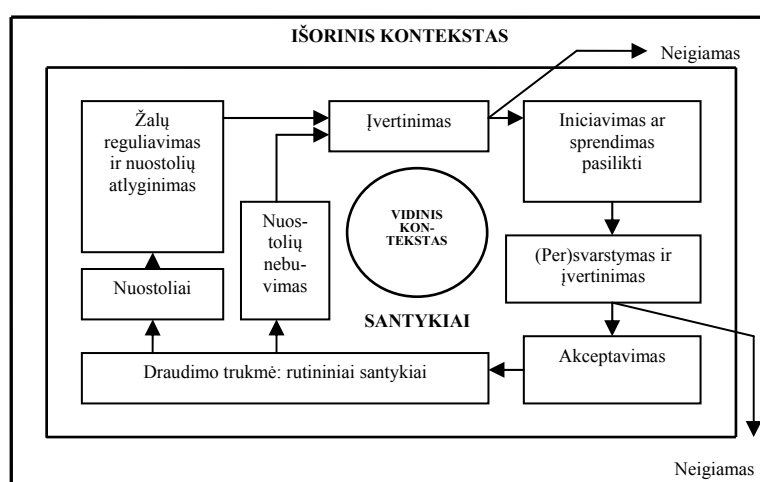 IŠORINIS KONTEKSTAS
Neigiamas
Žalų
reguliavimas
ir nuostolių
atlyginimas
Įvertinimas
Iniciavimas ar
sprendimas
pasilikti
Nuos-
tolių
nebu-
vimas
VIDINIS
KON-
TEKSTAS
(Per)svarstymas ir
įvertinimas
Nuostoliai
SANTYKIAI
Draudimo trukmė: rutininiai santykiai
Akceptavimas
Neigiamas